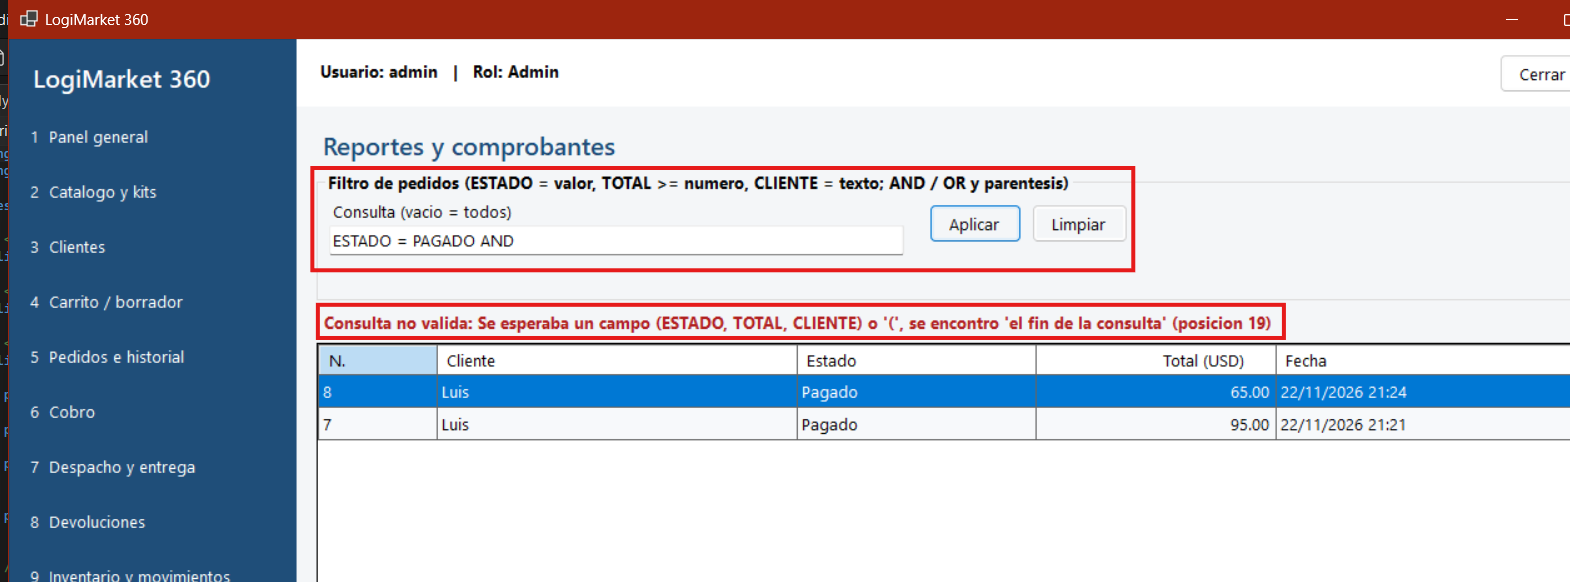 LogiMarket 360
LogiMarket 360
Usuario: admin | Rol: Admin
Cerrar
1 Panel general
2 Catalogo y kits
3 Clientes
4 Carrito / borrador
5 Pedidos e historial
6 Cobro
7 Despacho y entrega
8 Devoluciones
9 Inventario y movimientos
Reportes y comprobantes
Filtro de pedidos (ESTADO = valor, TOTAL >= numero, CLIENTE = texto; AND / OR y parentesis)
Consulta (vacio = todos)
ESTADO = PAGADO AND
Aplicar
Limpiar
Consulta no valida: Se esperaba un campo (ESTADO, TOTAL, CLIENTE) o '(', se encontro 'el fin de la consulta' (posicion 19)
N. Cliente Estado Total (USD) Fecha
8 Luis Pagado 65.00 22/11/2026 21:24
7 Luis Pagado 95.00 22/11/2026 21:21